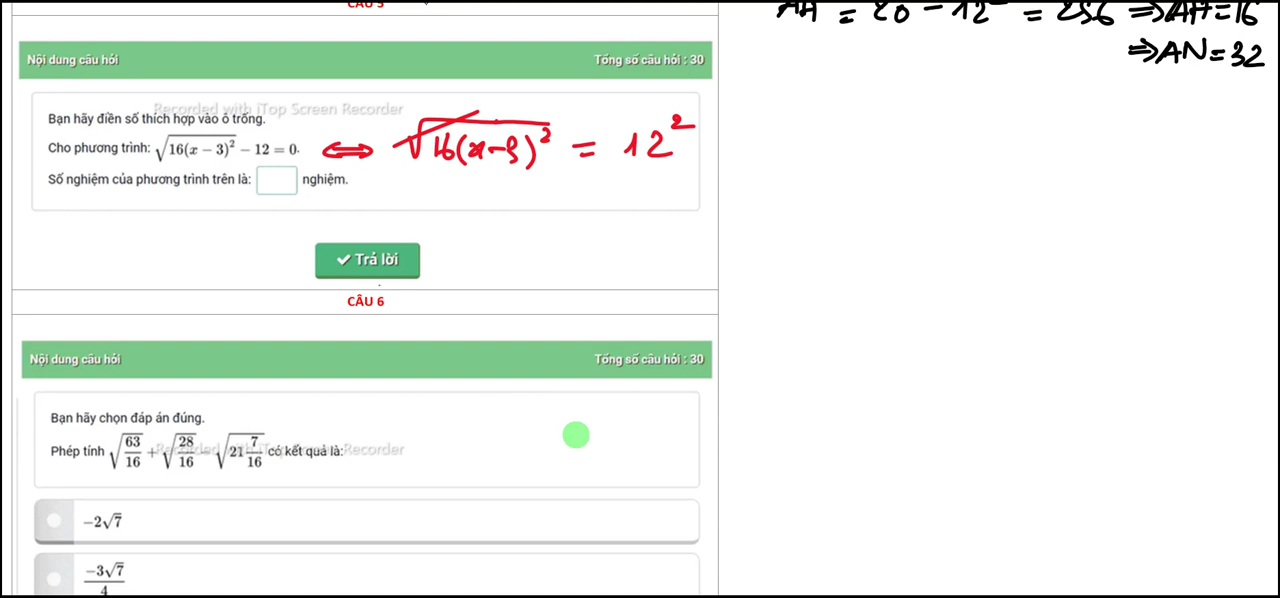 CÂU 5
AH = 20 - 12 = 256 ⇒ AH = 16
⇒ AN = 32
Nội dung câu hỏi Tổng số câu hỏi : 30
Recorded with iTop Screen Recorder
Bạn hãy điền số thích hợp vào ô trống.
Cho phương trình: √(16(x − 3)²) − 12 = 0. ⇔ √16(x-3)² = 12²
Số nghiệm của phương trình trên là: nghiệm.
✔ Trả lời
CÂU 6
Nội dung câu hỏi Tổng số câu hỏi : 30
Bạn hãy chọn đáp án đúng.
Phép tính √(63/16) + √(28/16) − √(21 7/16) có kết quả là:
Recorded with iTop Screen Recorder
−2√7
−3√7/4